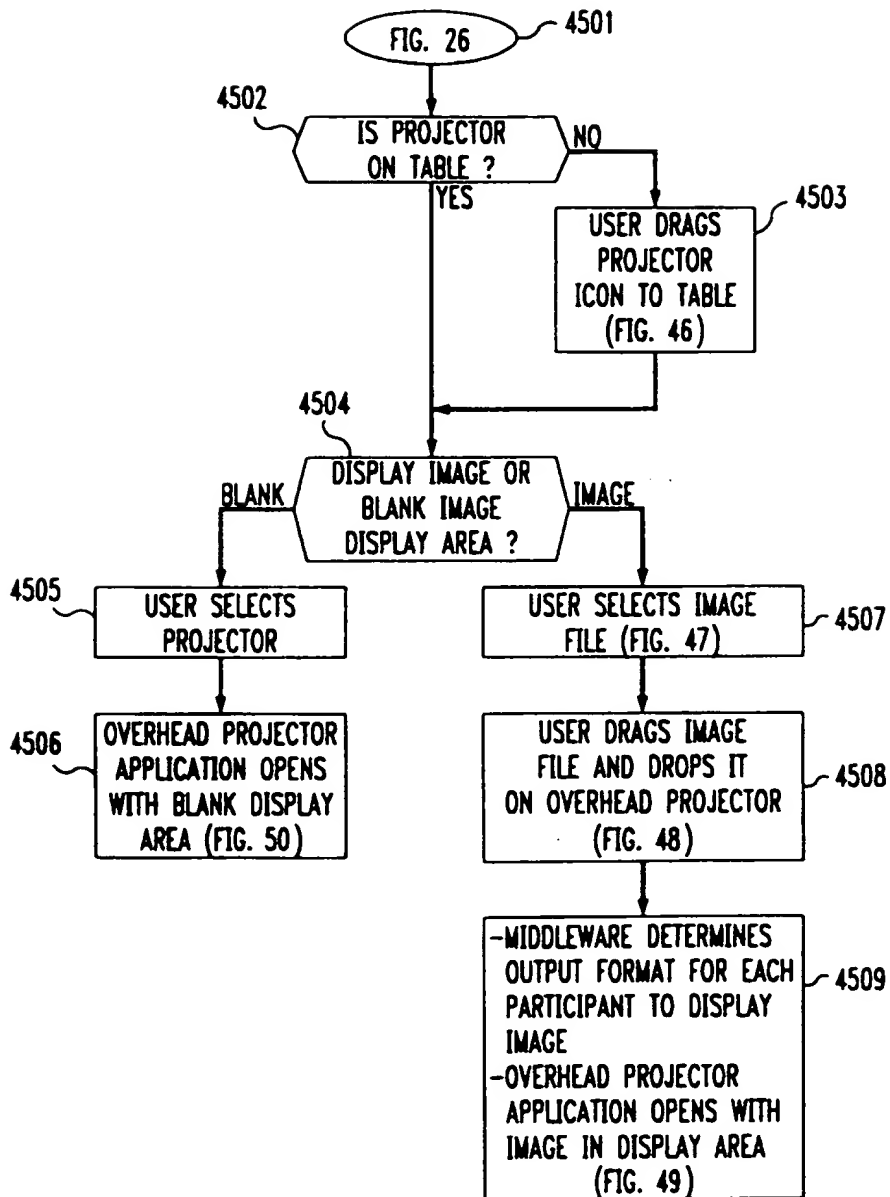 FIG. 26
4501
4502
IS PROJECTOR
ON TABLE ?
NO
YES
4503
USER DRAGS
PROJECTOR
ICON TO TABLE
(FIG. 46)
4504
DISPLAY IMAGE OR
BLANK IMAGE
DISPLAY AREA ?
BLANK
IMAGE
4505
USER SELECTS
PROJECTOR
4506
OVERHEAD PROJECTOR
APPLICATION OPENS
WITH BLANK DISPLAY
AREA (FIG. 50)
USER SELECTS IMAGE
FILE (FIG. 47)
4507
USER DRAGS IMAGE
FILE AND DROPS IT
ON OVERHEAD PROJECTOR
(FIG. 48)
4508
-MIDDLEWARE DETERMINES
OUTPUT FORMAT FOR EACH
PARTICIPANT TO DISPLAY
IMAGE
-OVERHEAD PROJECTOR
APPLICATION OPENS WITH
IMAGE IN DISPLAY AREA
(FIG. 49)
4509